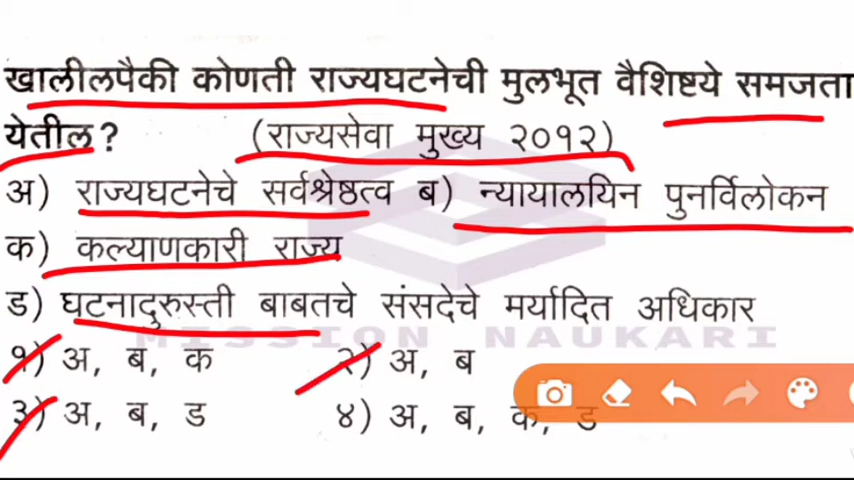 खालीलपैकी कोणती राज्यघटनेची मुलभूत वैशिष्टये समजता
येतील? (राज्यसेवा मुख्य २०१२)
अ) राज्यघटनेचे सर्वश्रेष्ठत्व ब) न्यायालयिन पुनर्विलोकन
क) कल्याणकारी राज्य
ड) घटनादुरुस्ती बाबतचे संसदेचे मर्यादित अधिकार
MISSION NAUKARI
१) अ, ब, क २) अ, ब
३) अ, ब, ड ४) अ, ब, क, ड